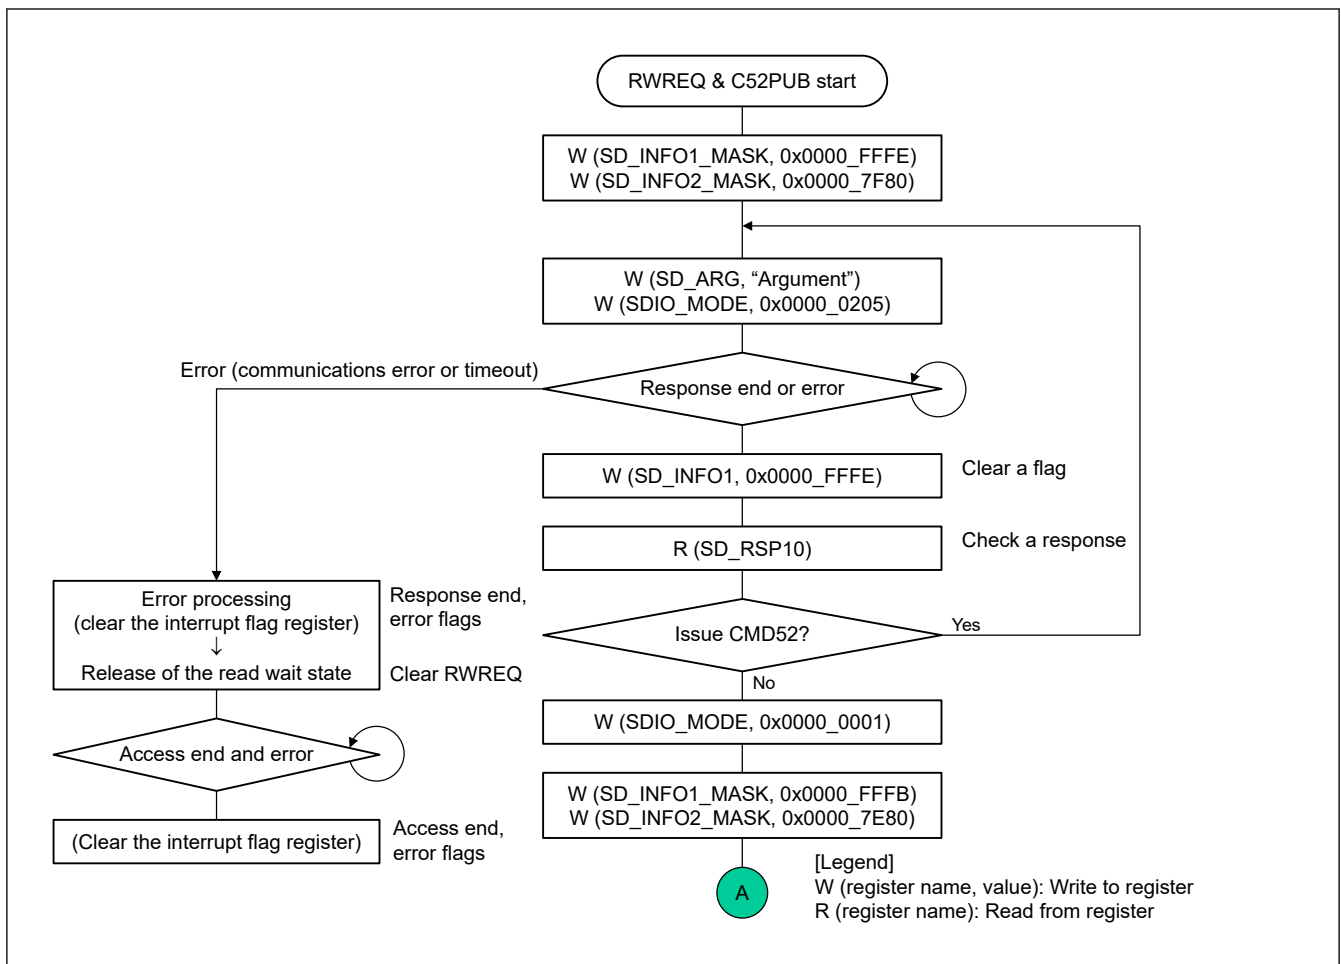 RWREQ & C52PUB start
W (SD_INFO1_MASK, 0x0000_FFFE)
W (SD_INFO2_MASK, 0x0000_7F80)
W (SD_ARG, “Argument”)
W (SDIO_MODE, 0x0000_0205)
Error (communications error or timeout)
Response end or error
W (SD_INFO1, 0x0000_FFFE)
Clear a flag
R (SD_RSP10)
Check a response
Error processing
(clear the interrupt flag register)
↓
Release of the read wait state
Response end,
error flags
Clear RWREQ
Issue CMD52?
Yes
No
W (SDIO_MODE, 0x0000_0001)
Access end and error
W (SD_INFO1_MASK, 0x0000_FFFB)
W (SD_INFO2_MASK, 0x0000_7E80)
(Clear the interrupt flag register)
Access end,
error flags
A
[Legend]
W (register name, value): Write to register
R (register name): Read from register